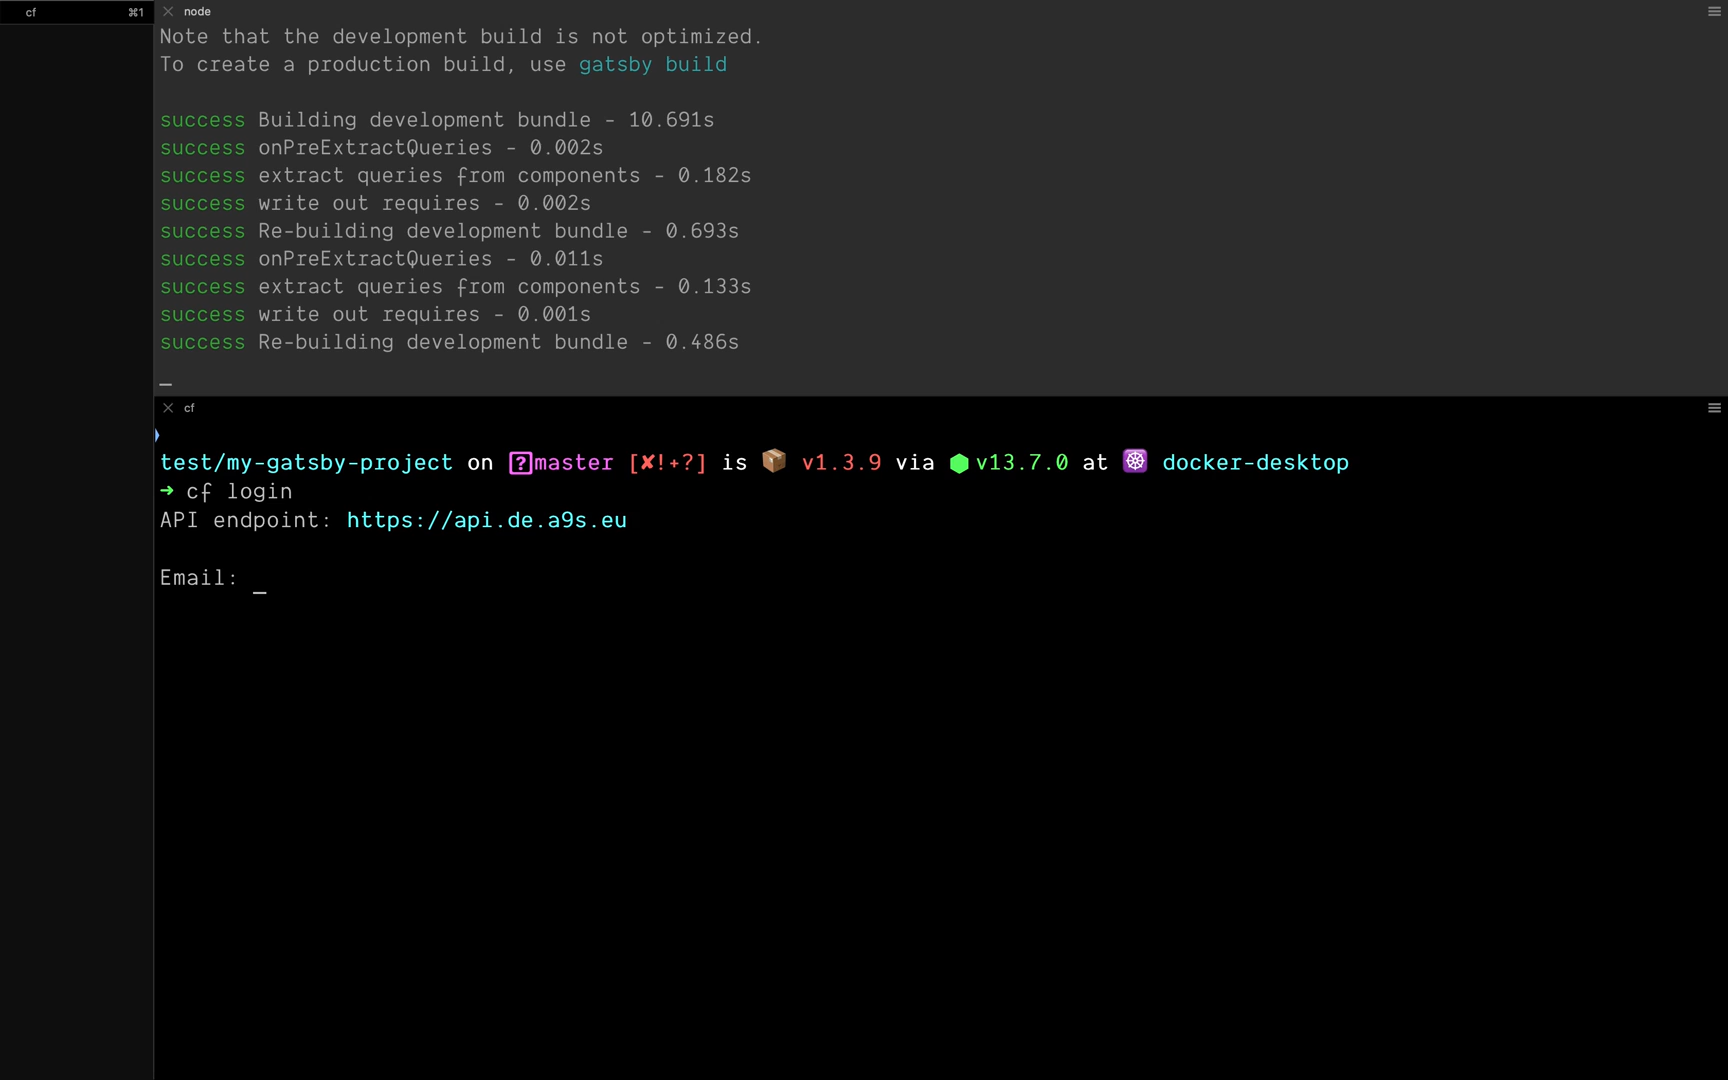 cf ⌘1
node
Note that the development build is not optimized.
To create a production build, use gatsby build
success Building development bundle - 10.691s
success onPreExtractQueries - 0.002s
success extract queries from components - 0.182s
success write out requires - 0.002s
success Re-building development bundle - 0.693s
success onPreExtractQueries - 0.011s
success extract queries from components - 0.133s
success write out requires - 0.001s
success Re-building development bundle - 0.486s
_
cf
test/my-gatsby-project on [?]master [✘!+?] is 📦 v1.3.9 via ⬢ v13.7.0 at ☸ docker-desktop
➜ cf login
API endpoint: https://api.de.a9s.eu
Email: _